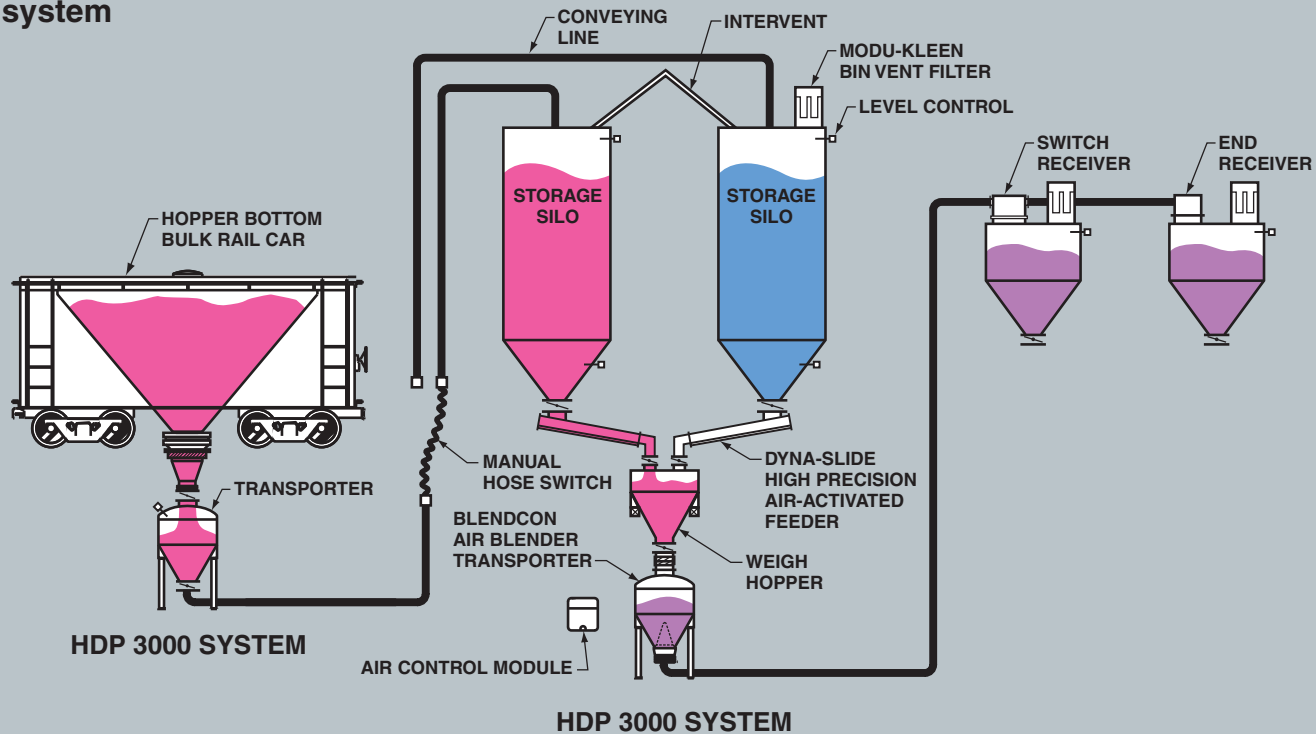 system
CONVEYING
LINE
INTERVENT
MODU-KLEEN
BIN VENT FILTER
LEVEL CONTROL
SWITCH
RECEIVER
END
RECEIVER
STORAGE
SILO
STORAGE
SILO
HOPPER BOTTOM
BULK RAIL CAR
MANUAL
HOSE SWITCH
DYNA-SLIDE
HIGH PRECISION
AIR-ACTIVATED
FEEDER
TRANSPORTER
BLENDCON
AIR BLENDER
TRANSPORTER
WEIGH
HOPPER
HDP 3000 SYSTEM
AIR CONTROL MODULE
HDP 3000 SYSTEM